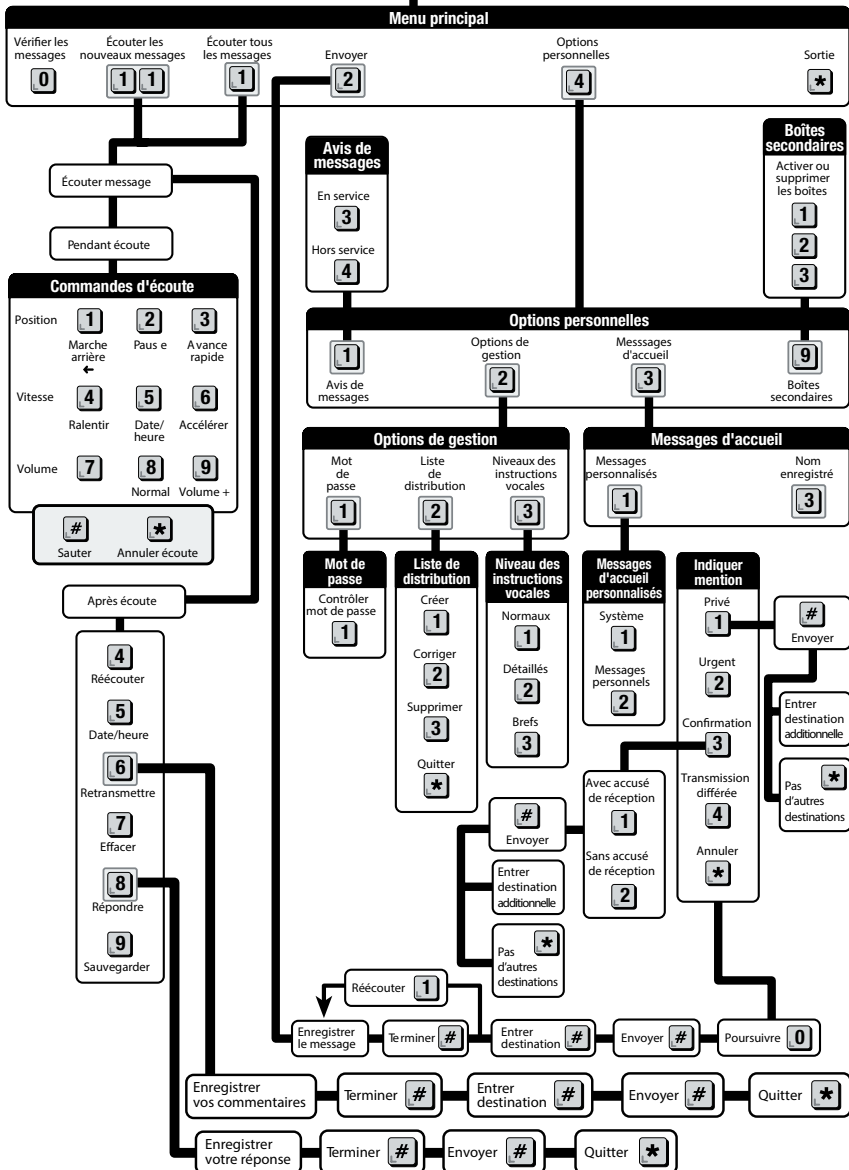 Menu principal
Vérifier les
messages
0
Écouter les
nouveaux messages
1 1
Écouter tous
les messages
1
Envoyer
2
Options
personnelles
4
Sortie
*
Écouter message
Pendant écoute
Commandes d'écoute
Position
1
Marche
arrière
←
2
Paus e
3
A vance
rapide
Vitesse
4
Ralentir
5
Date/
heure
6
Accélérer
Volume
7
8
Normal
9
Volume +
#
Sauter
*
Annuler écoute
Après écoute
4
Réécouter
5
Date/heure
6
Retransmettre
7
Effacer
8
Répondre
9
Sauvegarder
Avis de
messages
En service
3
Hors service
4
Boîtes
secondaires
Activer ou
supprimer
les boîtes
1
2
3
Options personnelles
1
Avis de
messages
Options de
gestion
2
Messsages
d'accueil
3
9
Boîtes
secondaires
Options de gestion
Mot
de
passe
1
Liste
de
distribution
2
Niveaux des
instructions
vocales
3
Messages d'accueil
Messages
personnalisés
1
Nom
enregistré
3
Mot de
passe
Contrôler
mot de passe
1
Liste de
distribution
Créer
1
Corriger
2
Supprimer
3
Quitter
*
Niveau des
instructions
vocales
Normaux
1
Détaillés
2
Brefs
3
Messages
d'accueil
personnalisés
Système
1
Messages
personnels
2
Indiquer
mention
Privé
1
Urgent
2
Confirmation
3
Transmission
différée
4
Annuler
*
#
Envoyer
Entrer
destination
additionnelle
Pas
d'autres
destinations
*
Avec accusé
de réception
1
Sans accusé
de réception
2
#
Envoyer
Entrer
destination
additionnelle
Pas
d'autres
destinations
*
Réécouter 1
Enregistrer
le message
Terminer #
Entrer
destination #
Envoyer #
Poursuivre 0
Enregistrer
vos commentaires
Terminer #
Entrer
destination #
Envoyer #
Quitter *
Enregistrer
votre réponse
Terminer #
Envoyer #
Quitter *